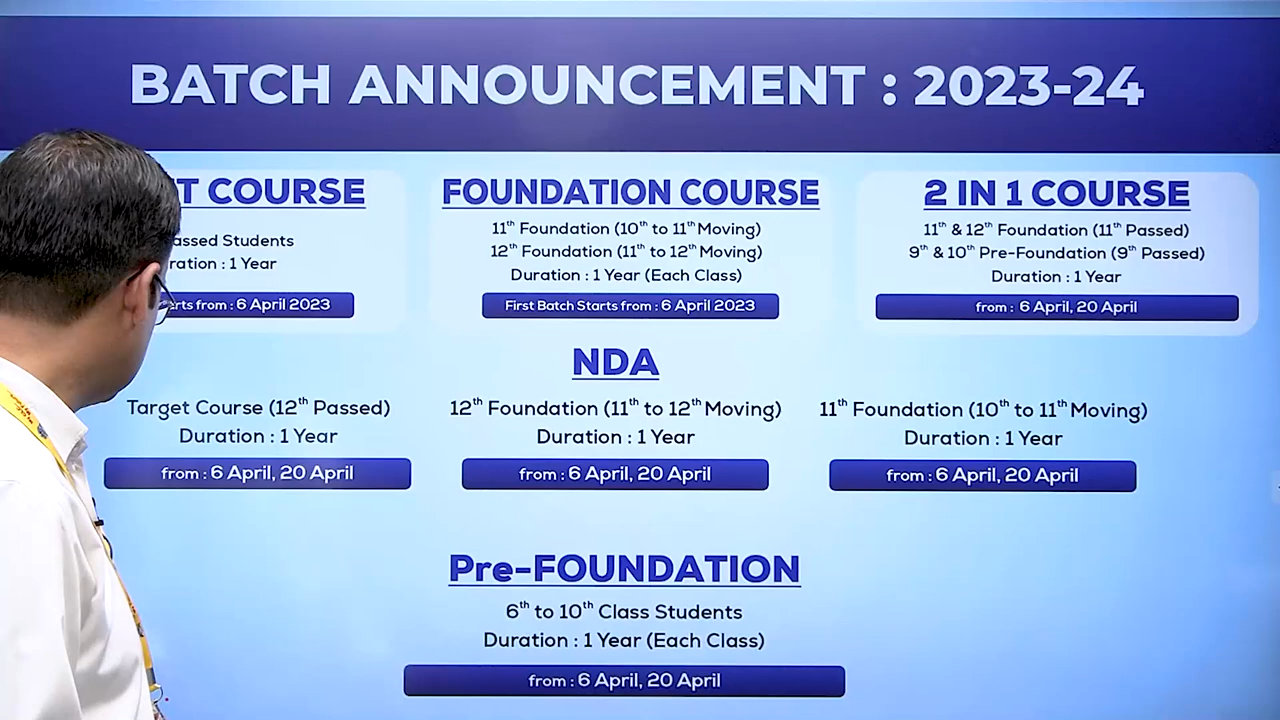 BATCH ANNOUNCEMENT : 2023-24
COURSE
Students
: 1 Year
from : 6 April 2023
FOUNDATION COURSE
11th Foundation (10th to 11th Moving)
12th Foundation (11th to 12th Moving)
Duration : 1 Year (Each Class)
First Batch Starts from : 6 April 2023
2 IN 1 COURSE
11th & 12th Foundation (11th Passed)
9th & 10th Pre-Foundation (9th Passed)
Duration : 1 Year
from : 6 April, 20 April
NDA
Target Course (12th Passed)
Duration : 1 Year
from : 6 April, 20 April
12th Foundation (11th to 12th Moving)
Duration : 1 Year
from : 6 April, 20 April
11th Foundation (10th to 11th Moving)
Duration : 1 Year
from : 6 April, 20 April
Pre-FOUNDATION
6th to 10th Class Students
Duration : 1 Year (Each Class)
from : 6 April, 20 April